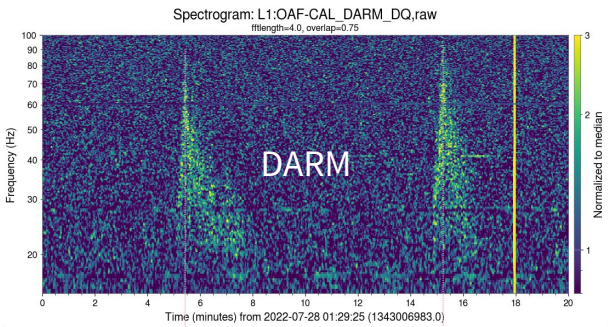 Spectrogram: L1:OAF-CAL_DARM_DQ,raw
fftlength=4.0, overlap=0.75
100
90
80
70
60
50
40
30
20
Frequency (Hz)
DARM
3
2
1
Normalized to median
0 2 4 6 8 10 12 14 16 18 20
Time (minutes) from 2022-07-28 01:29:25 (1343006983.0)